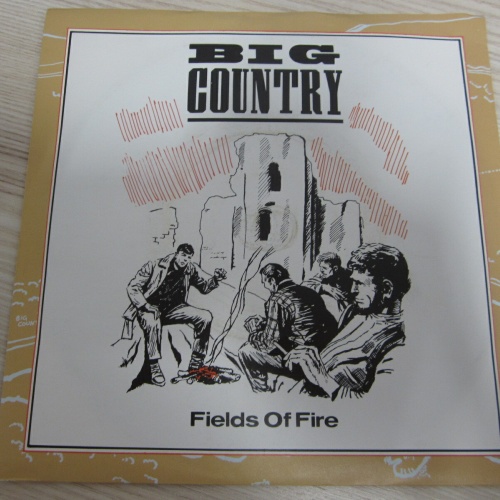 BIG
COUNTRY
Fields Of Fire